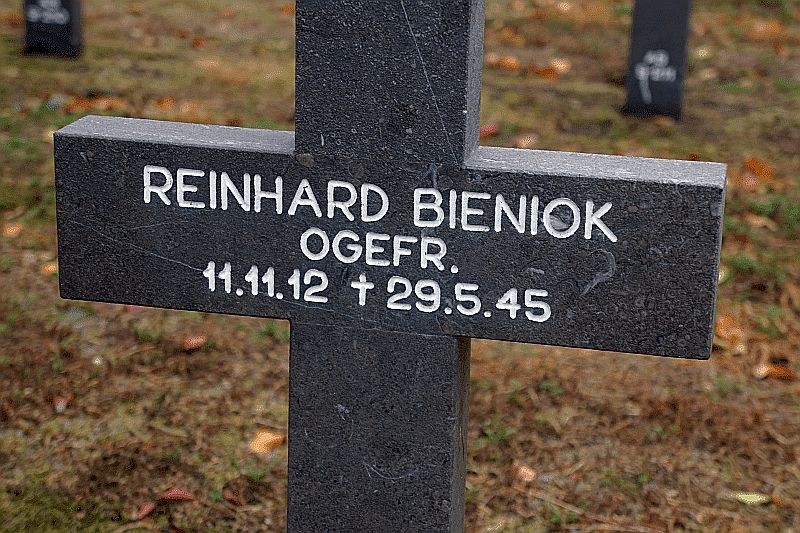 REINHARD BIENIOK
OGEFR.
11.11.12 † 29.5.45